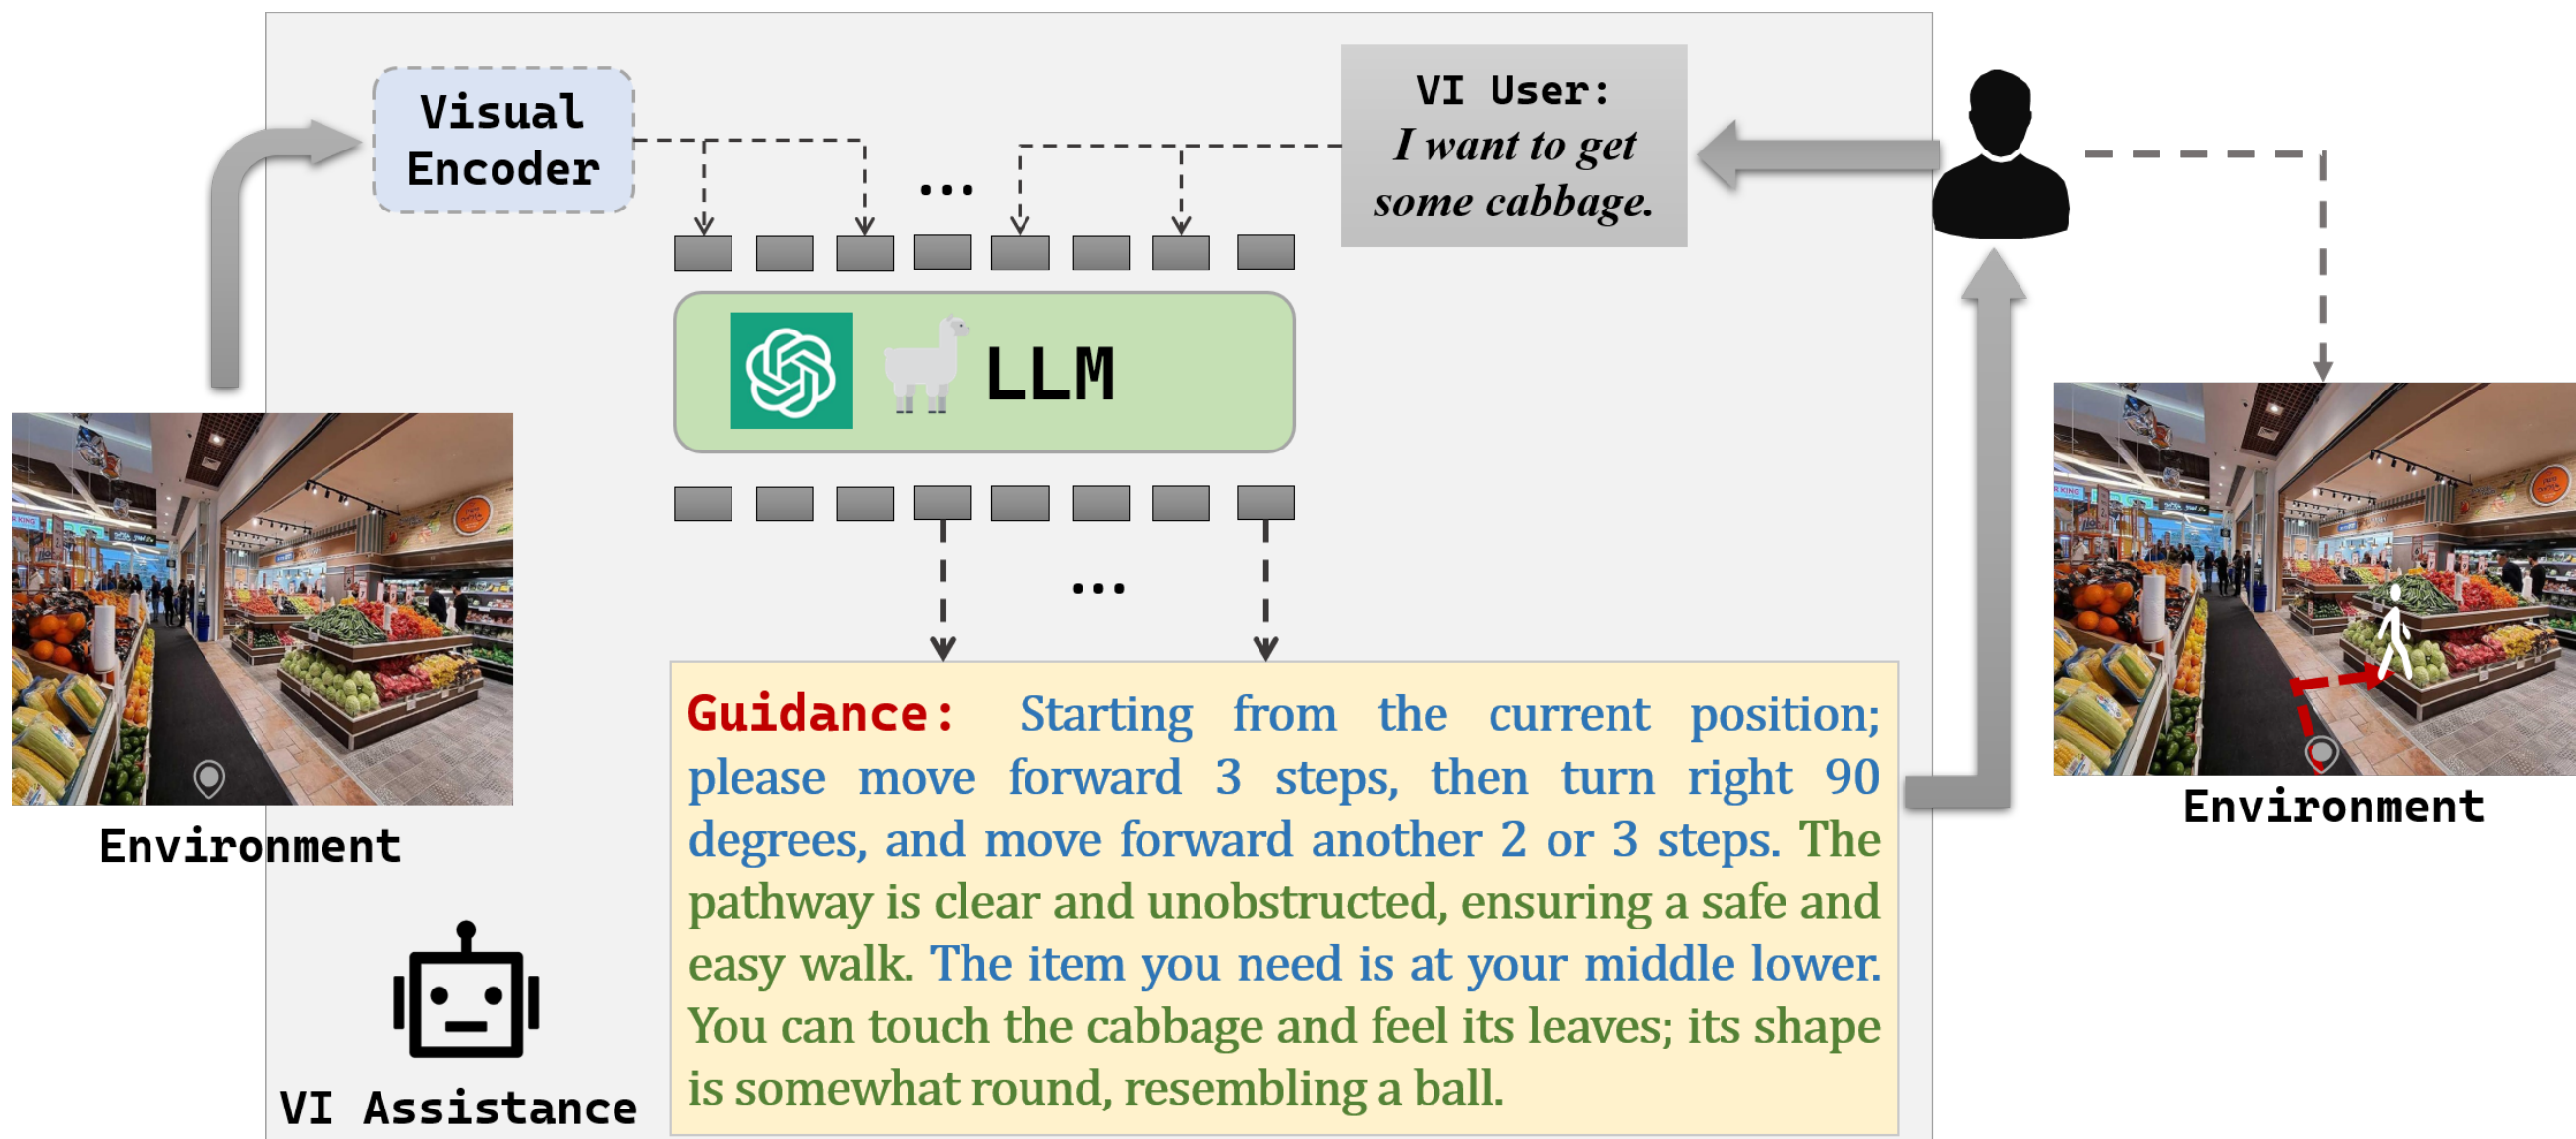 Visual
Encoder
VI User:
I want to get
some cabbage.
...
LLM
...
Guidance: Starting from the current position;
please move forward 3 steps, then turn right 90
degrees, and move forward another 2 or 3 steps. The
pathway is clear and unobstructed, ensuring a safe and
easy walk. The item you need is at your middle lower.
You can touch the cabbage and feel its leaves; its shape
is somewhat round, resembling a ball.
Environment
Environment
VI Assistance